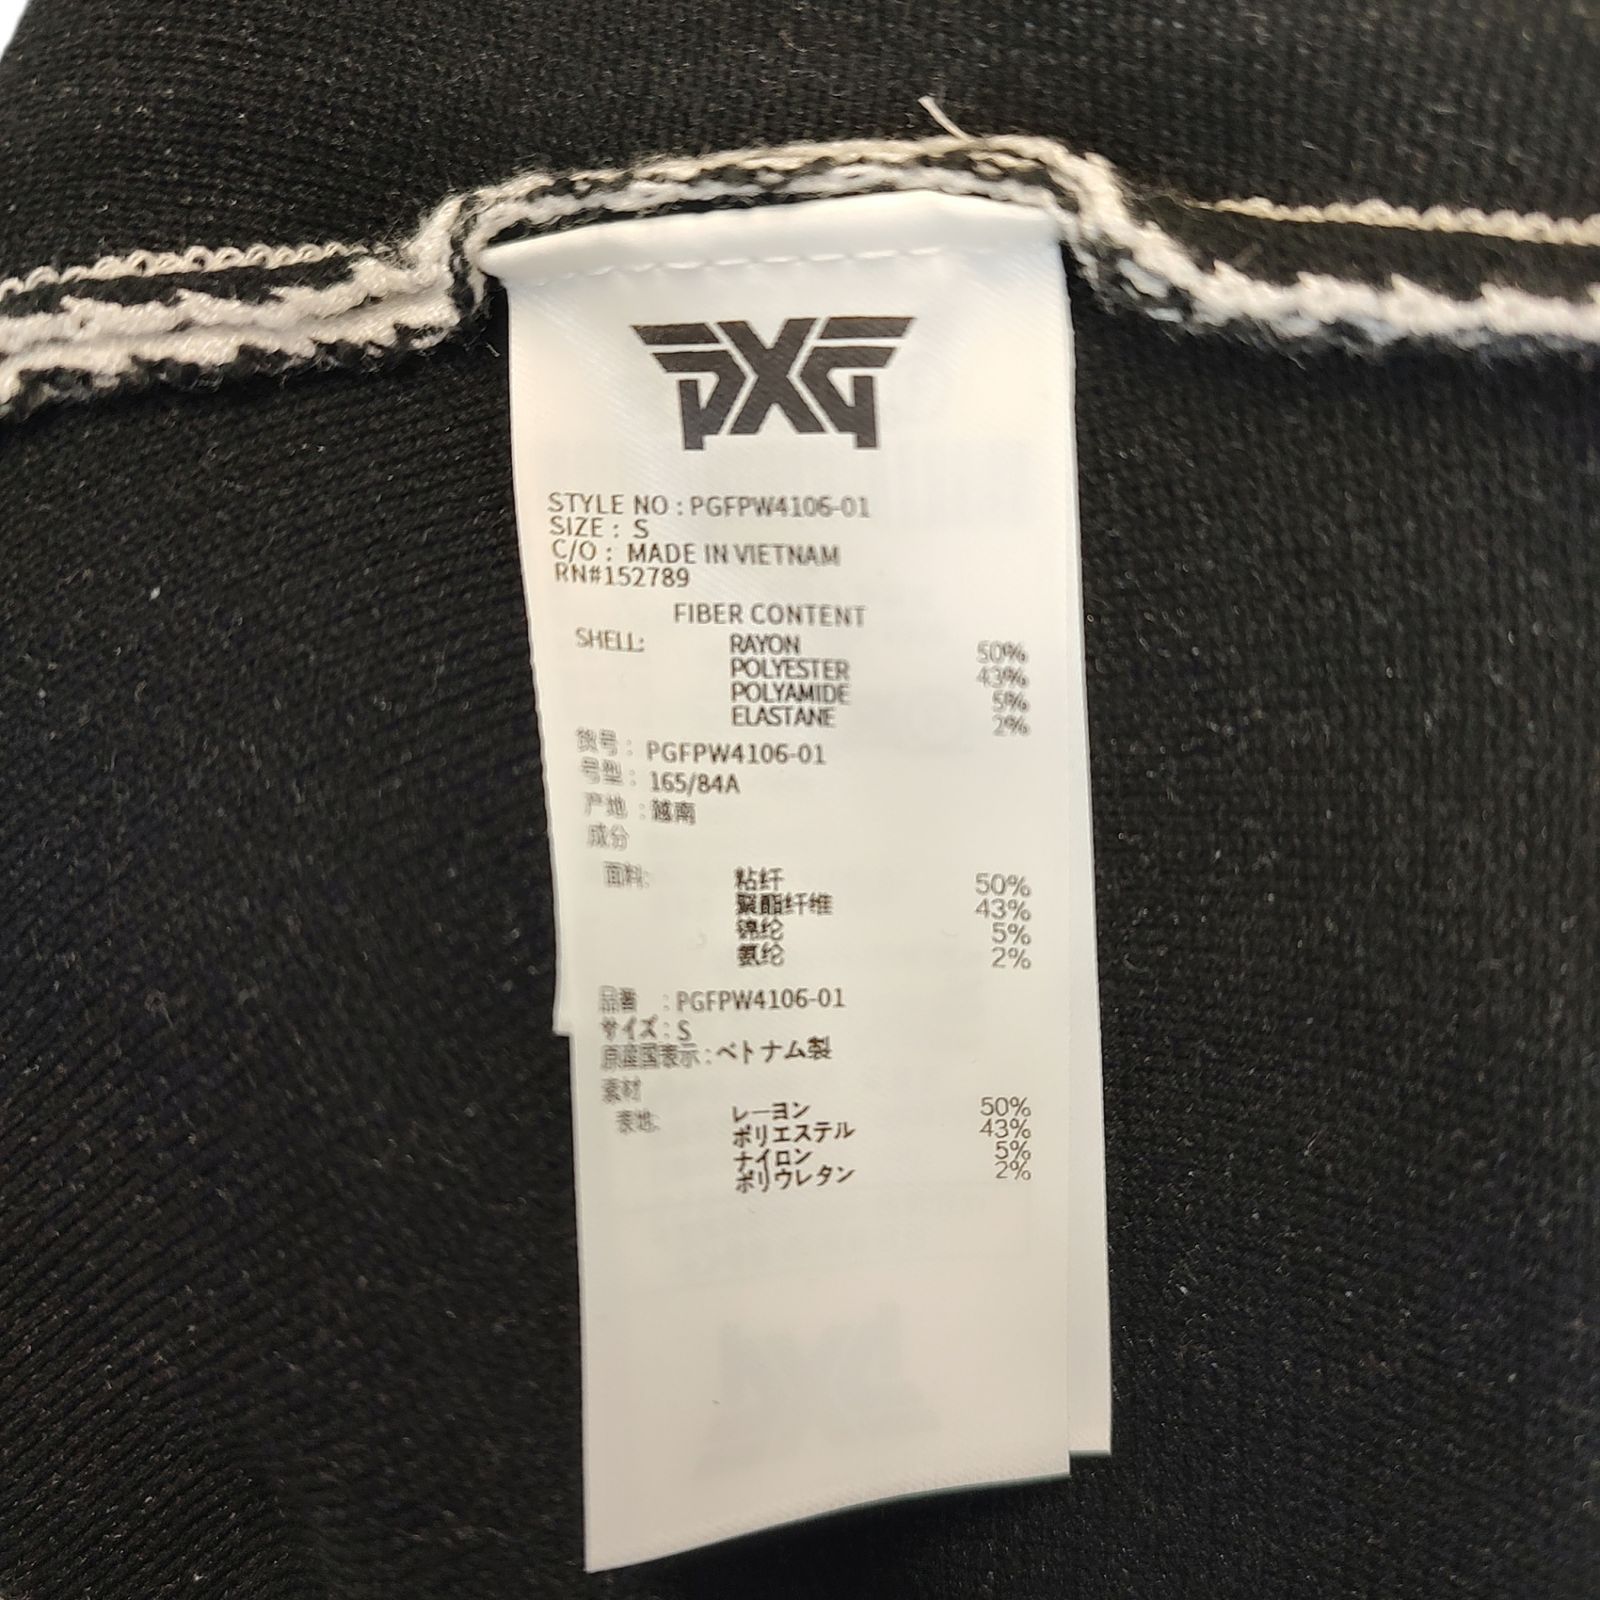 PXG
STYLE NO : PGFPW4106-01
SIZE : S
C/O : MADE IN VIETNAM
RN#152789
FIBER CONTENT
SHELL: RAYON 50%
POLYESTER 43%
POLYAMIDE 5%
ELASTANE 2%
货号 : PGFPW4106-01
号型 : 165/84A
产地 : 越南
成分
面料: 粘纤 50%
聚酯纤维 43%
锦纶 5%
氨纶 2%
品番 : PGFPW4106-01
サイズ : S
原産国表示 : ベトナム製
素材
表地: レーヨン 50%
ポリエステル 43%
ナイロン 5%
ポリウレタン 2%